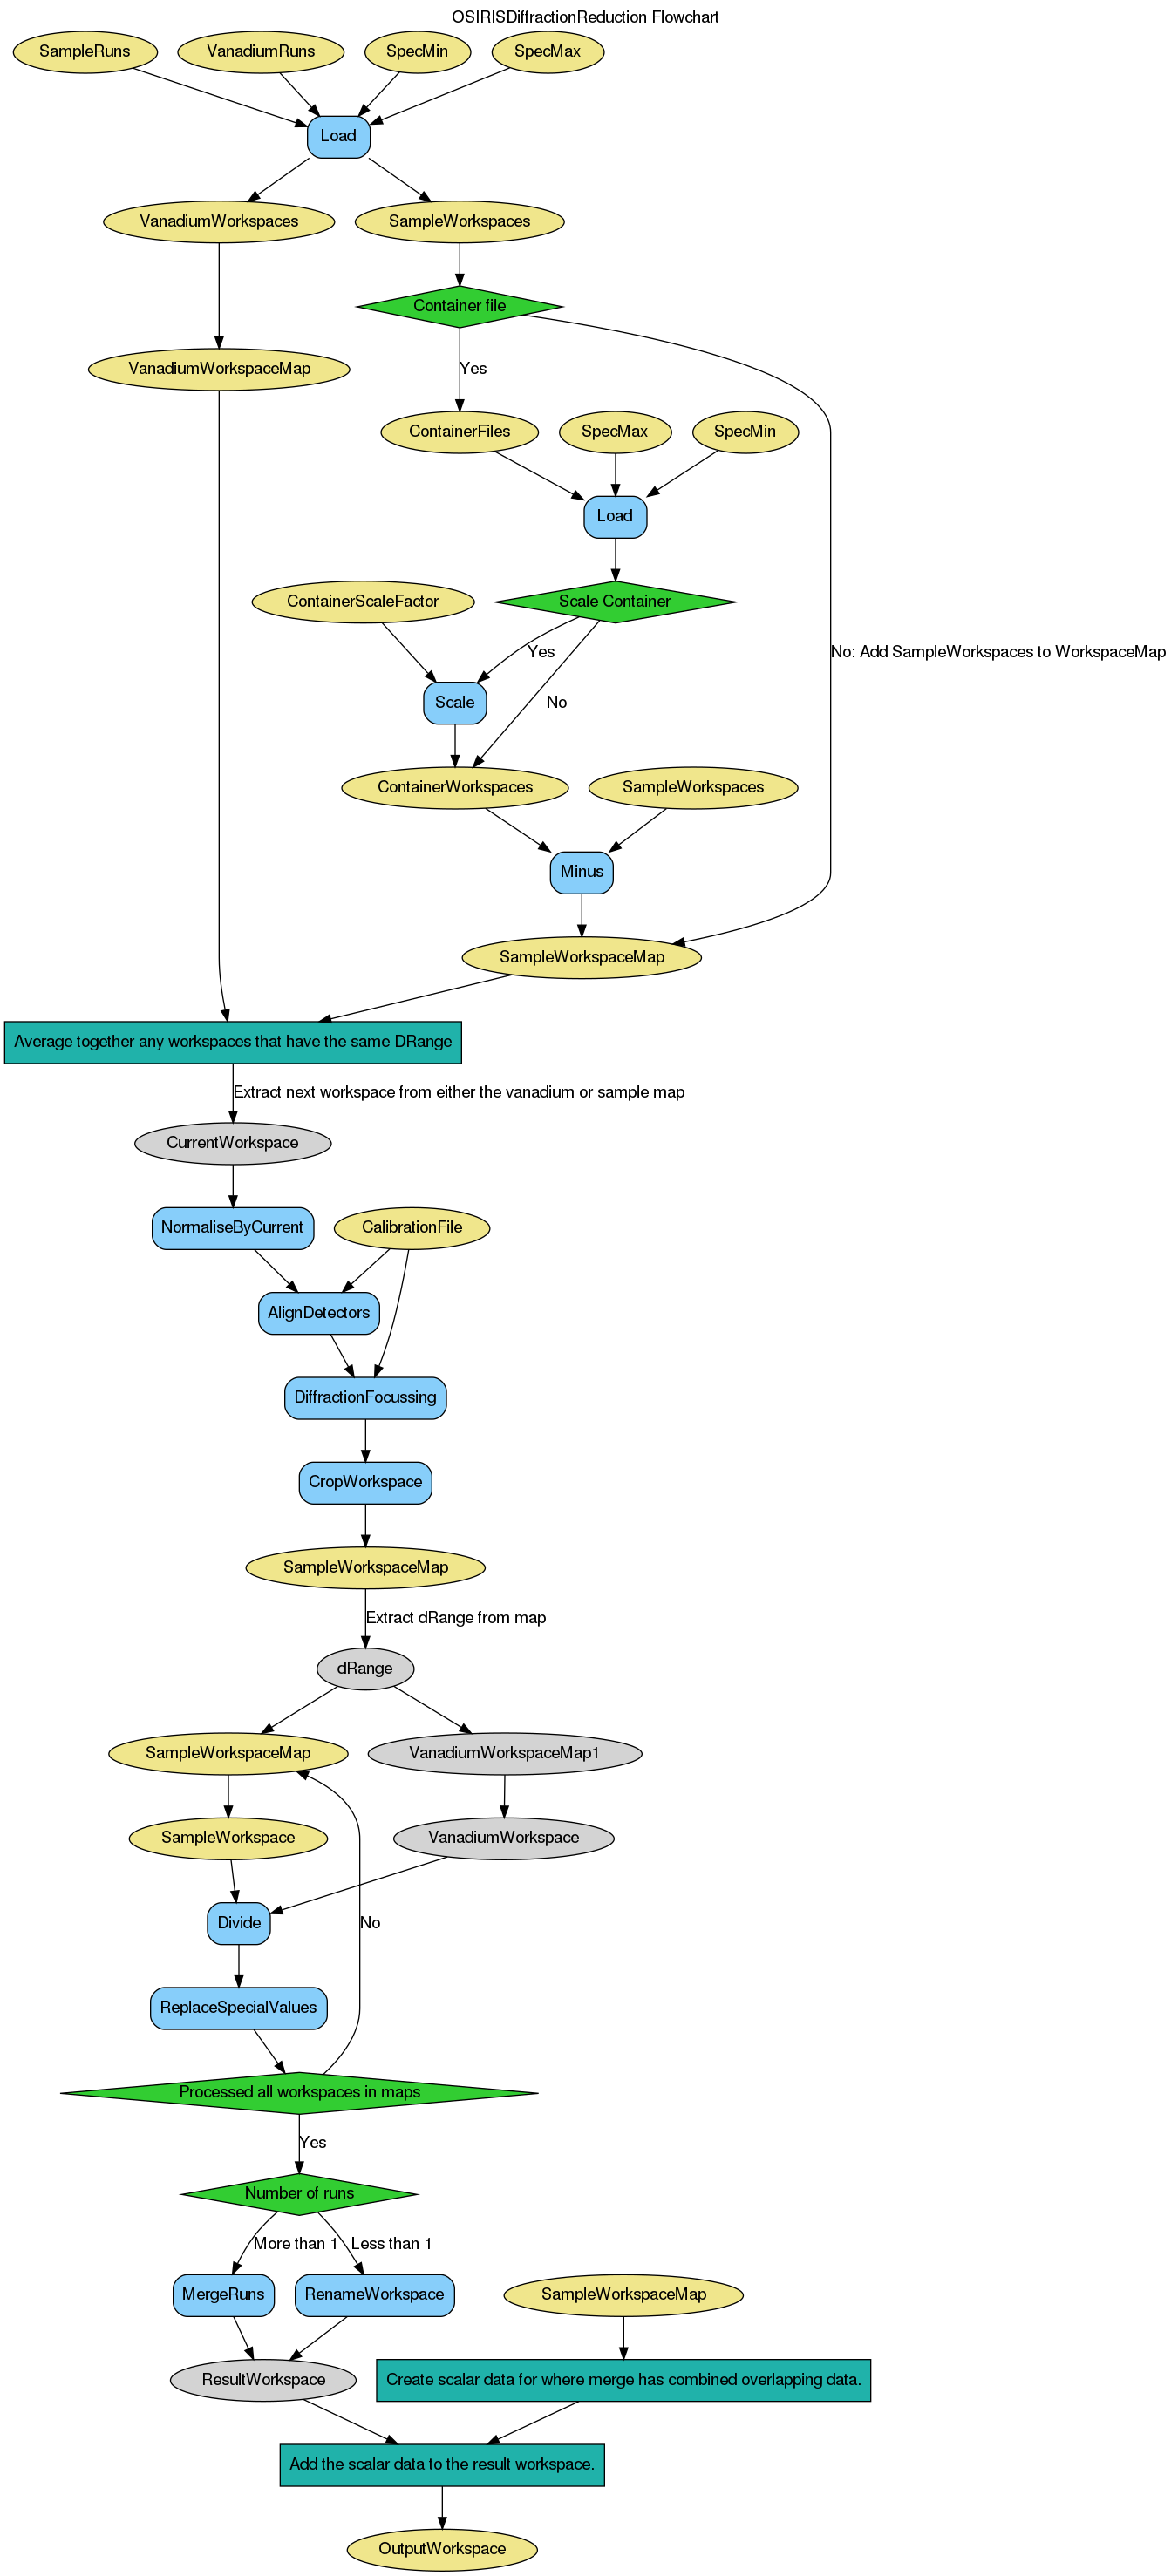 OSIRISDiffractionReduction Flowchart
SampleRuns
VanadiumRuns
SpecMin
SpecMax
Load
VanadiumWorkspaces
SampleWorkspaces
Container file
VanadiumWorkspaceMap
Yes
ContainerFiles
SpecMax
SpecMin
Load
ContainerScaleFactor
Scale Container
Yes
No: Add SampleWorkspaces to WorkspaceMap
Scale
No
ContainerWorkspaces
SampleWorkspaces
Minus
SampleWorkspaceMap
Average together any workspaces that have the same DRange
Extract next workspace from either the vanadium or sample map
CurrentWorkspace
NormaliseByCurrent
CalibrationFile
AlignDetectors
DiffractionFocussing
CropWorkspace
SampleWorkspaceMap
Extract dRange from map
dRange
SampleWorkspaceMap
VanadiumWorkspaceMap1
SampleWorkspace
VanadiumWorkspace
Divide
No
ReplaceSpecialValues
Processed all workspaces in maps
Yes
Number of runs
More than 1
Less than 1
MergeRuns
RenameWorkspace
SampleWorkspaceMap
ResultWorkspace
Create scalar data for where merge has combined overlapping data.
Add the scalar data to the result workspace.
OutputWorkspace